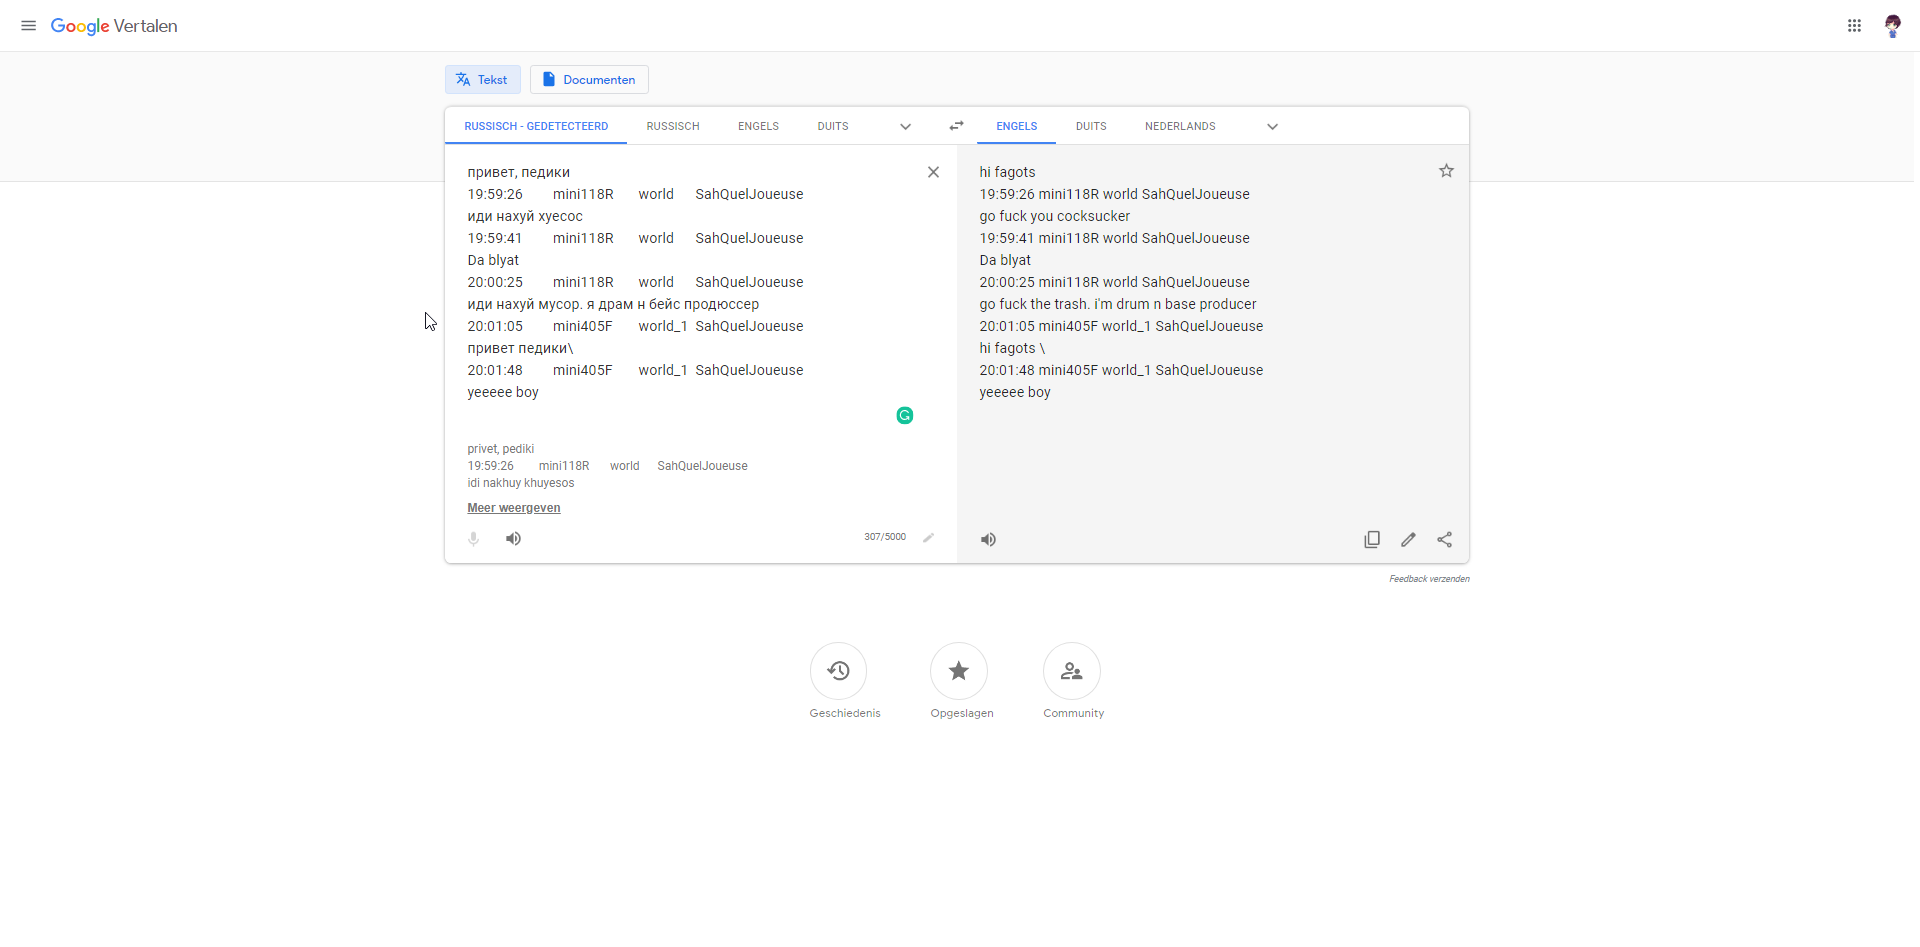 Google Vertalen
Tekst
Documenten
RUSSISCH - GEDETECTEERD RUSSISCH ENGELS DUITS
ENGELS DUITS NEDERLANDS
привет, педики
19:59:26 mini118R world SahQuelJoueuse
иди нахуй хуесос
19:59:41 mini118R world SahQuelJoueuse
Da blyat
20:00:25 mini118R world SahQuelJoueuse
иди нахуй мусор. я драм н бейс продюссер
20:01:05 mini405F world_1 SahQuelJoueuse
привет педики\
20:01:48 mini405F world_1 SahQuelJoueuse
yeeeee boy
privet, pediki
19:59:26 mini118R world SahQuelJoueuse
idi nakhuy khuyesos
Meer weergeven
307/5000
hi fagots
19:59:26 mini118R world SahQuelJoueuse
go fuck you cocksucker
19:59:41 mini118R world SahQuelJoueuse
Da blyat
20:00:25 mini118R world SahQuelJoueuse
go fuck the trash. i'm drum n base producer
20:01:05 mini405F world_1 SahQuelJoueuse
hi fagots \
20:01:48 mini405F world_1 SahQuelJoueuse
yeeeee boy
Feedback verzenden
Geschiedenis
Opgeslagen
Community